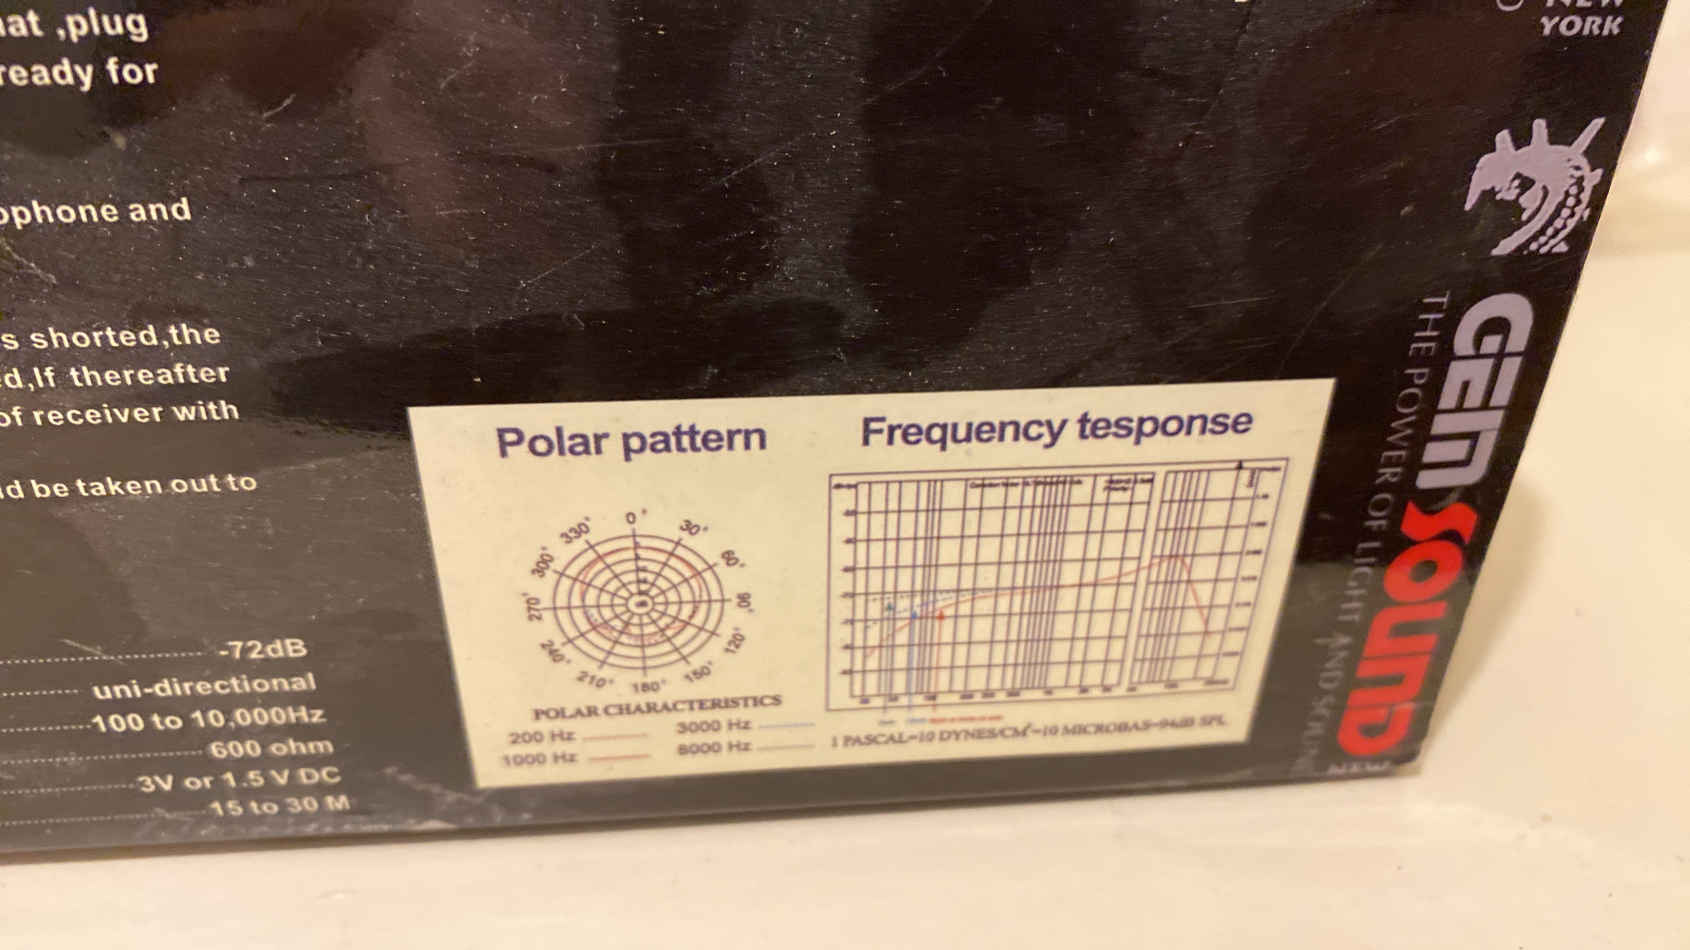 ,plug
ready for
and
shorted,the
,If thereafter
of receiver with
be taken out to
-72dB
uni-directional
100 to 10,000Hz
600 ohm
3V or 1.5 V DC
15 to 30 M
Polar pattern
0°
30°
60°
90°
120°
150°
180°
210°
240°
270°
300°
330°
POLAR CHARACTERISTICS
200 Hz
3000 Hz
1000 Hz
8000 Hz
Frequency tesponse
1 PASCAL=10 DYNES/CM²=10 MICROBAS=94dB SPL
NEW
YORK
GEM SOUND
THE POWER OF LIGHT AND SOUND